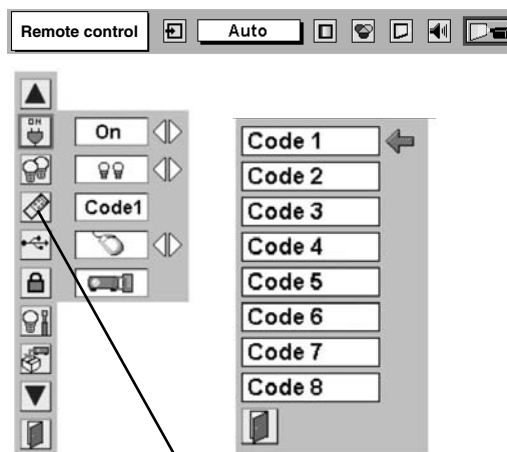 Remote control
Auto
ON
On
Code1
Code 1
Code 2
Code 3
Code 4
Code 5
Code 6
Code 7
Code 8